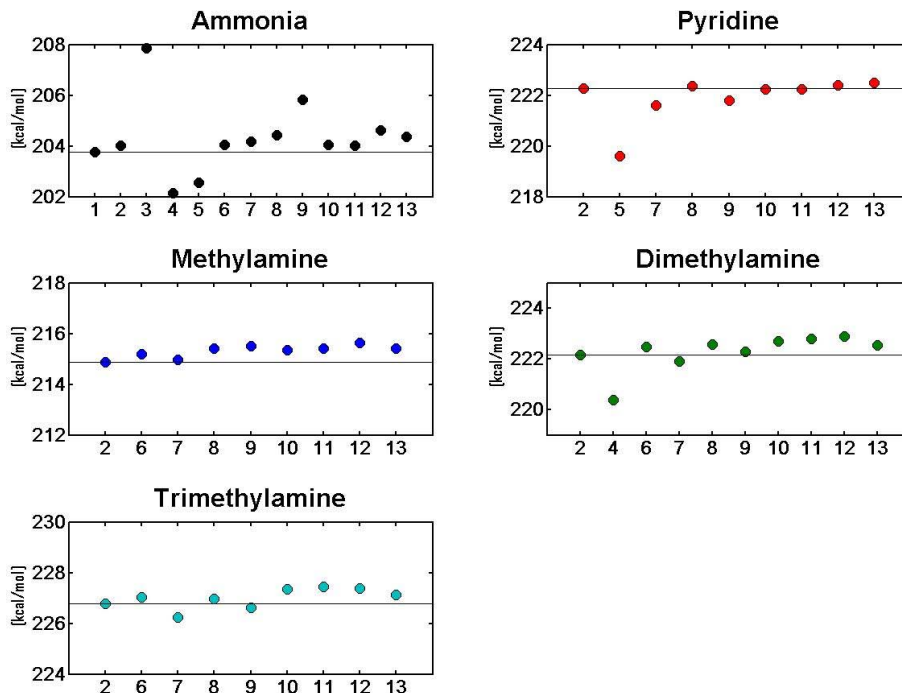 Ammonia
[kcal/mol]
208
206
204
202
1 2 3 4 5 6 7 8 9 10 11 12 13
Pyridine
[kcal/mol]
224
222
220
218
2 5 7 8 9 10 11 12 13
Methylamine
[kcal/mol]
218
216
214
212
2 6 7 8 9 10 11 12 13
Dimethylamine
[kcal/mol]
224
222
220
2 4 6 7 8 9 10 11 12 13
Trimethylamine
[kcal/mol]
230
228
226
224
2 6 7 8 9 10 11 12 13